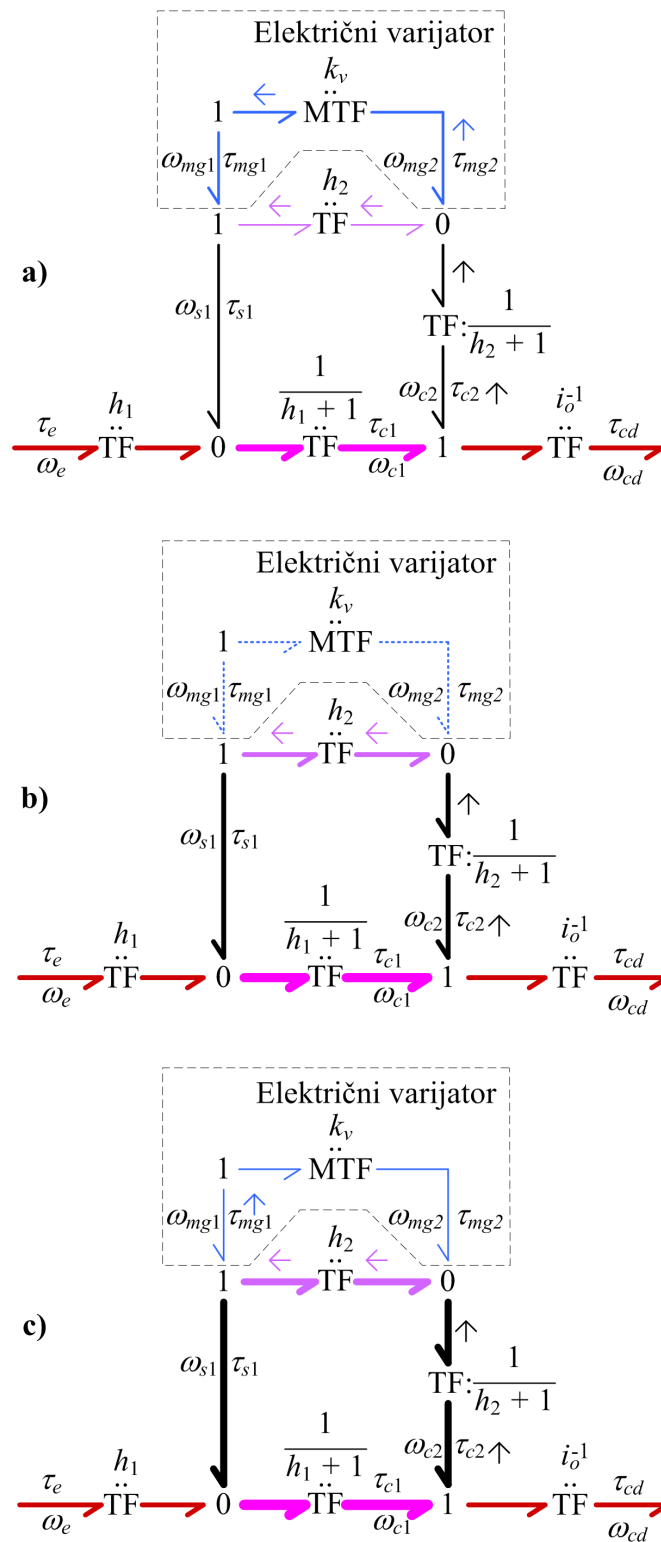 Električni varijator
k_v
1 MTF
ω_mg1 τ_mg1 ω_mg2 τ_mg2
h_2
1 TF 0
a)
ω_s1 τ_s1
TF: 1/(h_2 + 1)
1/(h_1 + 1)
ω_c2 τ_c2
τ_e h_1 τ_c1 i_o^-1 τ_cd
TF 0 TF 1 TF
ω_e ω_c1 ω_cd
Električni varijator
k_v
1 MTF
ω_mg1 τ_mg1 ω_mg2 τ_mg2
h_2
1 TF 0
b)
ω_s1 τ_s1
TF: 1/(h_2 + 1)
1/(h_1 + 1)
ω_c2 τ_c2
τ_e h_1 τ_c1 i_o^-1 τ_cd
TF 0 TF 1 TF
ω_e ω_c1 ω_cd
Električni varijator
k_v
1 MTF
ω_mg1 τ_mg1 ω_mg2 τ_mg2
h_2
1 TF 0
c)
ω_s1 τ_s1
TF: 1/(h_2 + 1)
1/(h_1 + 1)
ω_c2 τ_c2
τ_e h_1 τ_c1 i_o^-1 τ_cd
TF 0 TF 1 TF
ω_e ω_c1 ω_cd